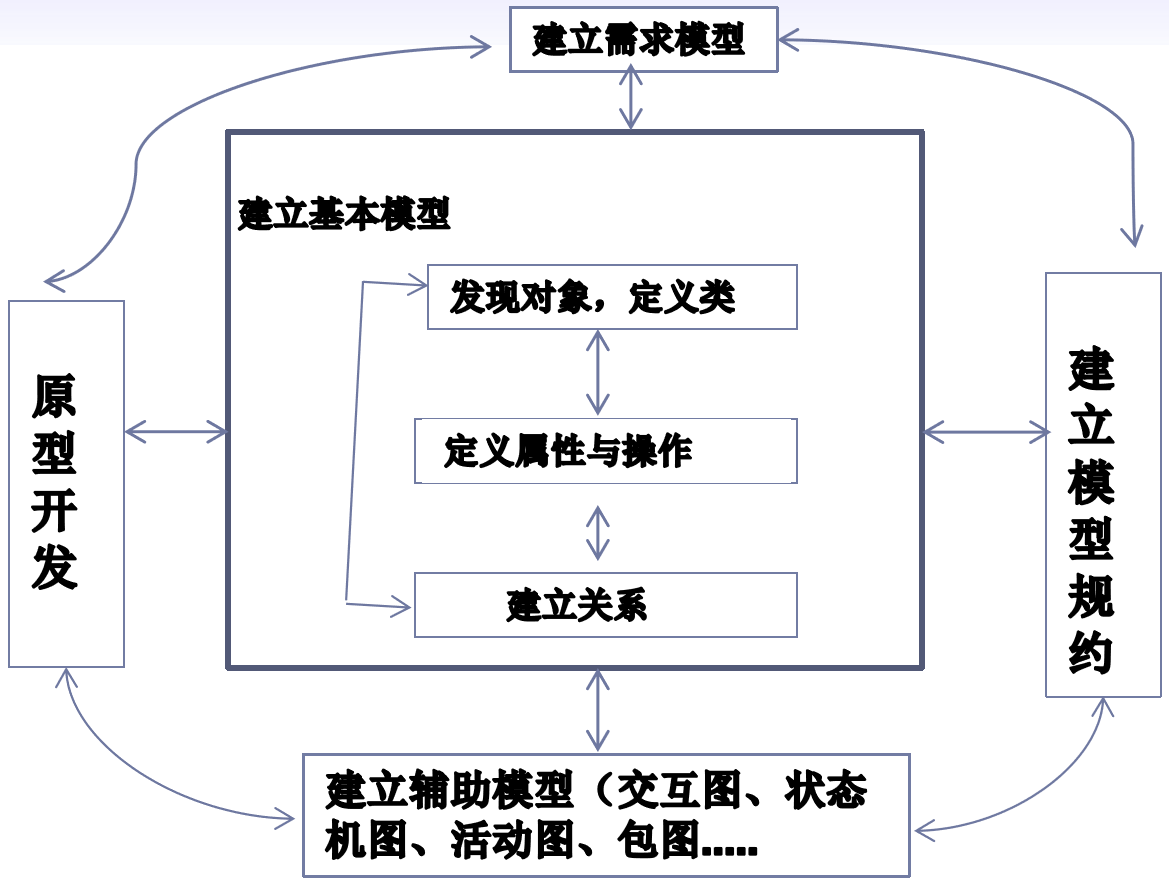 建立需求模型
建立基本模型
发现对象，定义类
定义属性与操作
建立关系
原型开发
建立模型规约
建立辅助模型（交互图、状态
机图、活动图、包图.....